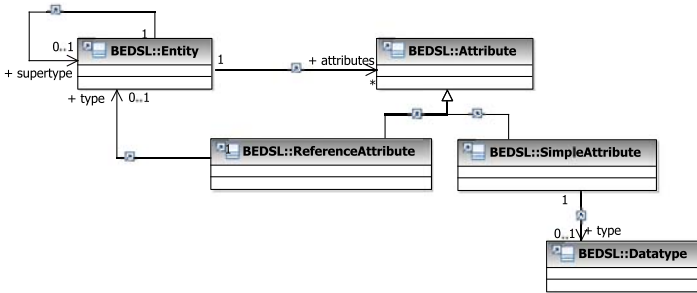 1
0..1
BEDSL::Entity
+ supertype
1
+ attributes
*
BEDSL::Attribute
+ type
0..1
1
BEDSL::ReferenceAttribute
BEDSL::SimpleAttribute
1
0..1
+ type
BEDSL::Datatype